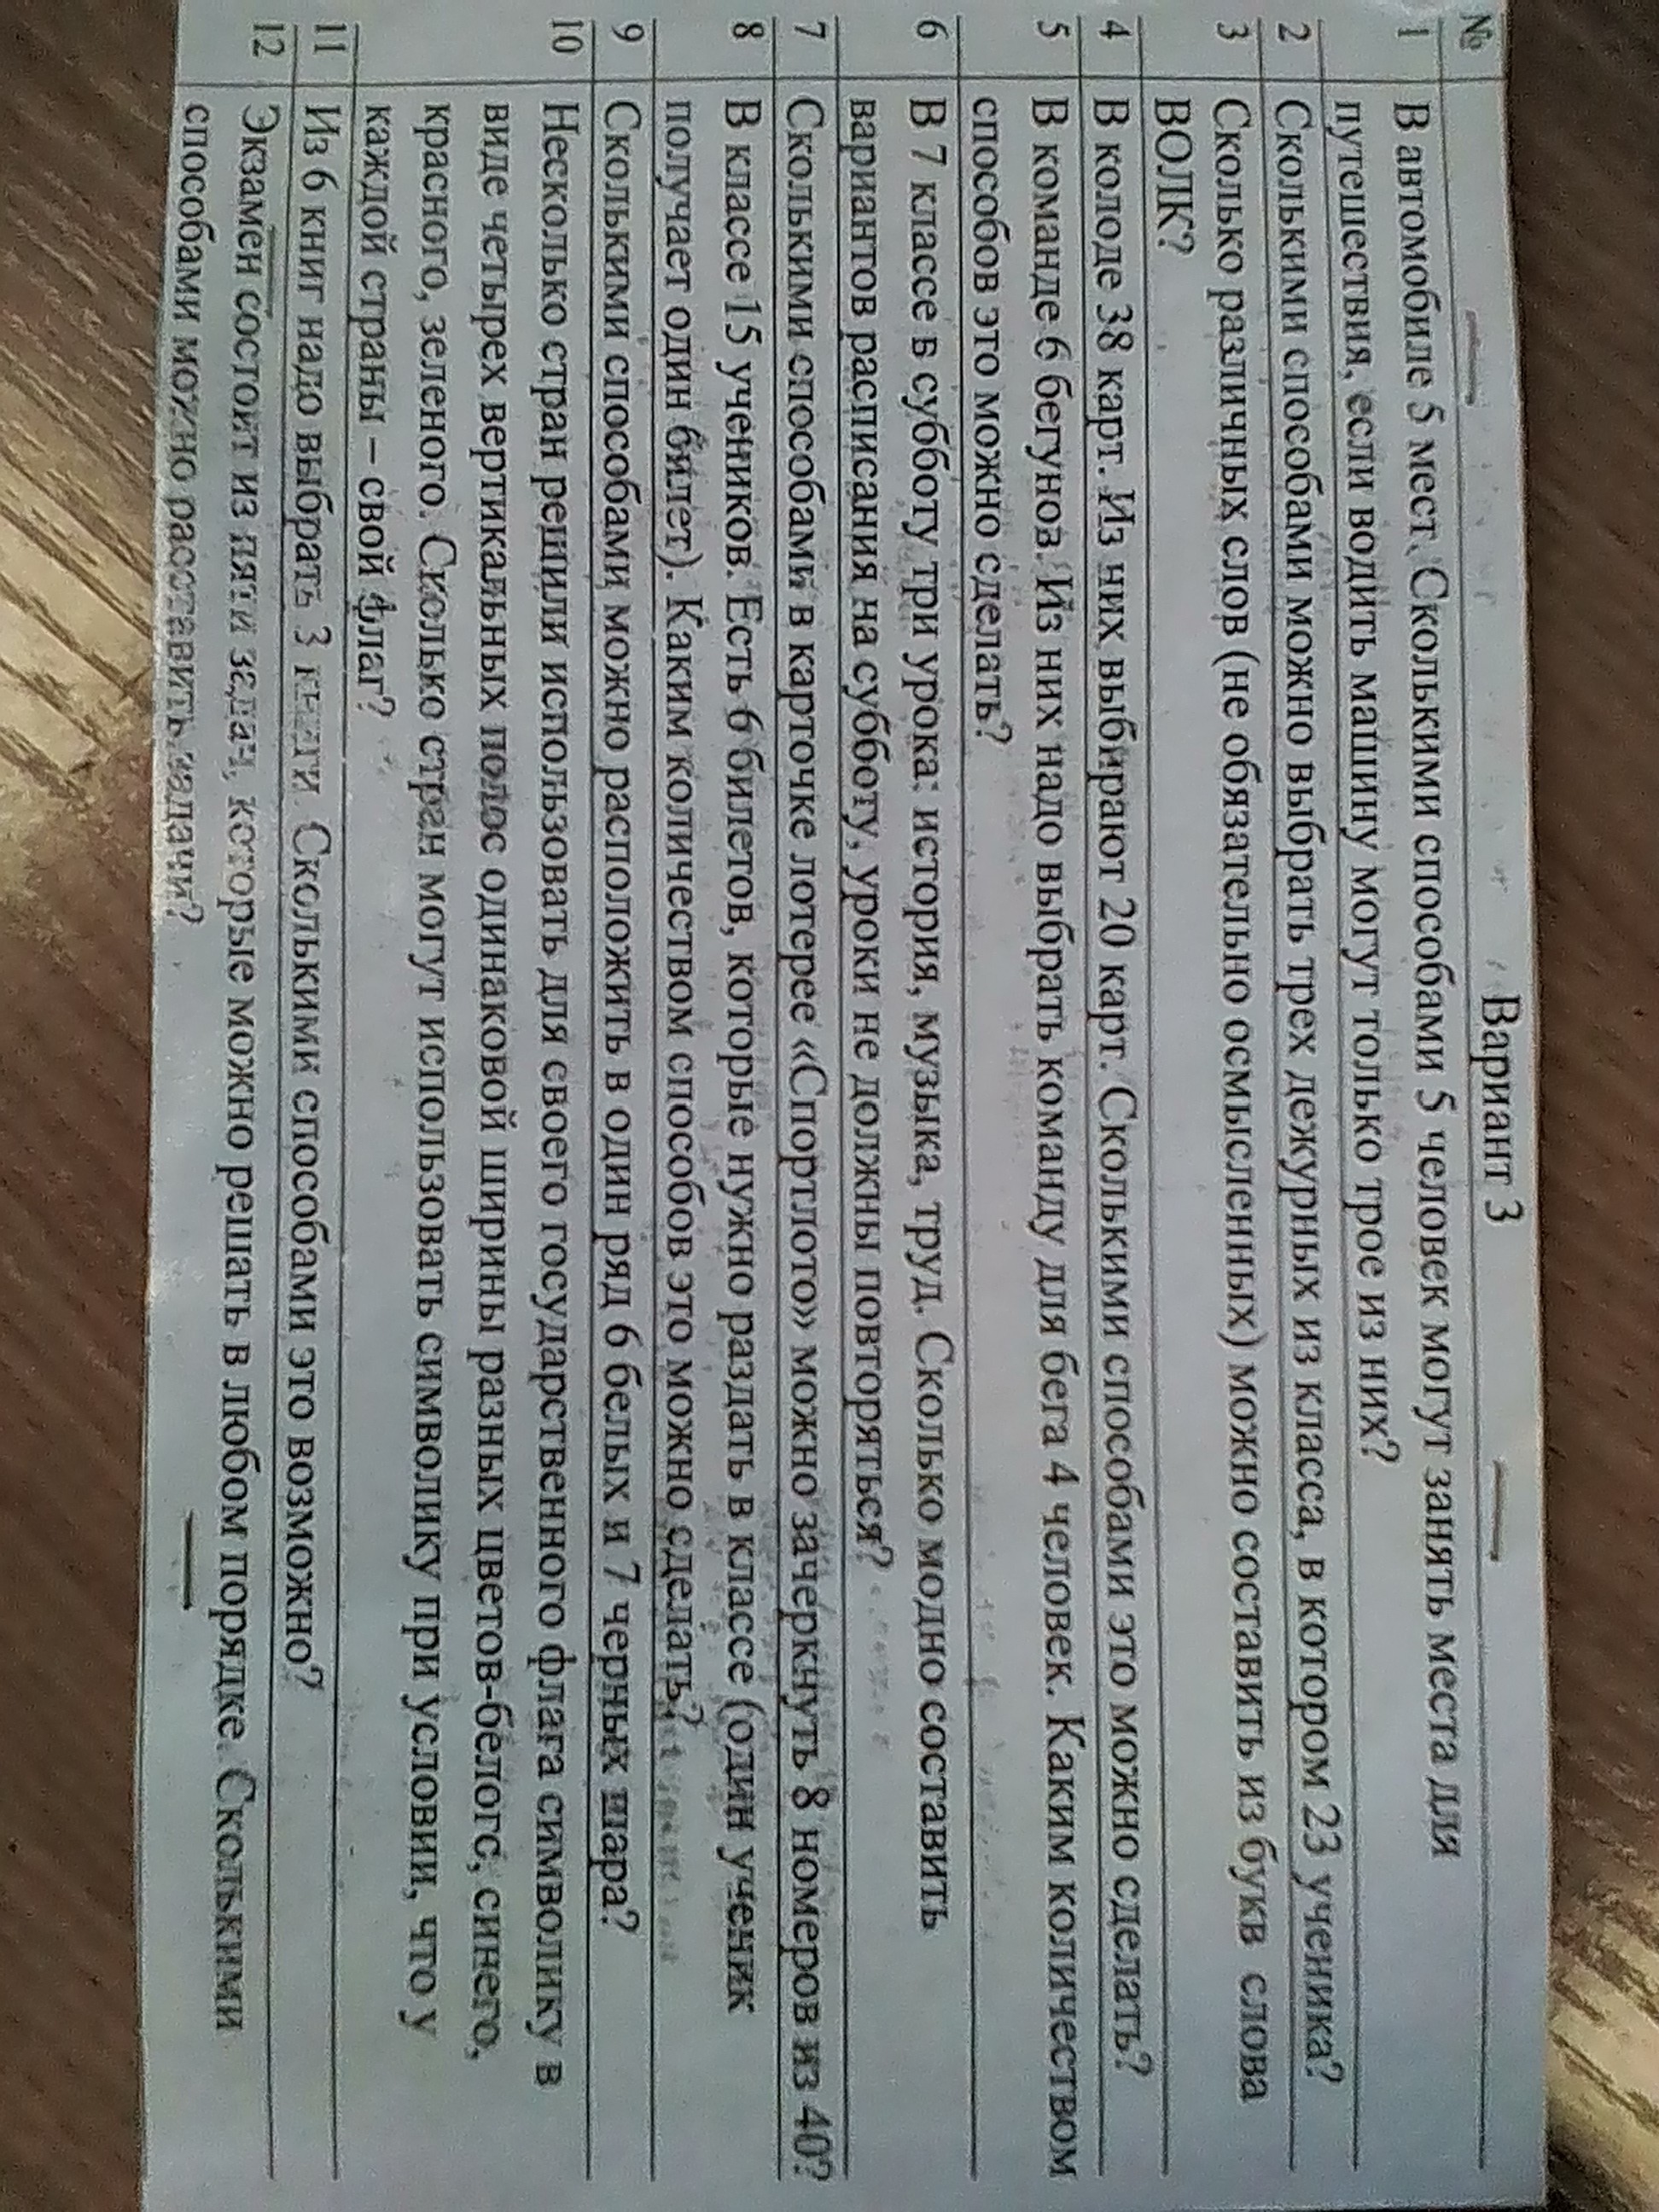 Вариант 3
№
1 В автомобиле 5 мест. Сколькими способами 5 человек могут занять места для
путешествия, если водить машину могут только трое из них?
2 Сколькими способами можно выбрать трех дежурных из класса, в котором 23 ученика?
3 Сколько различных слов (не обязательно осмысленных) можно составить из букв слова
ВОЛК?
4 В колоде 38 карт. Из них выбирают 20 карт. Сколькими способами это можно сделать?
5 В команде 6 бегунов. Из них надо выбрать команду для бега 4 человек. Каким количеством
способов это можно сделать?
6 В 7 классе в субботу три урока: история, музыка, труд. Сколько модно составить
вариантов расписания на субботу, уроки не должны повторяться?
7 Сколькими способами в карточке лотерее «Спортлото» можно зачеркнуть 8 номеров из 40?
8 В классе 15 учеников. Есть 6 билетов, которые нужно раздать в классе (один ученик
получает один билет). Каким количеством способов это можно сделать?
9 Сколькими способами можно расположить в один ряд 6 белых и 7 черных шара?
10 Несколько стран решили использовать для своего государственного флага символику в
виде четырех вертикальных полос одинаковой ширины разных цветов-белого, синего,
красного, зеленого. Сколько стран могут использовать символику при условии, что у
каждой страны – свой флаг?
11 Из 6 книг надо выбрать 3 книги. Сколькими способами это возможно?
12 Экзамен состоит из пяти задач, которые можно решать в любом порядке. Сколькими
способами можно расставить задачи?